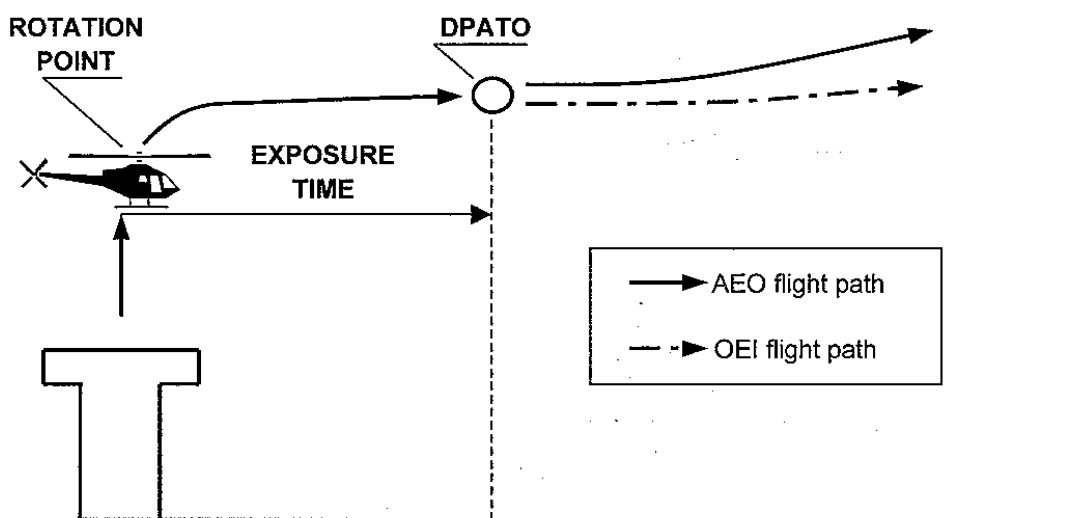 ROTATION
POINT
DPATO
EXPOSURE
TIME
AEO flight path
OEI flight path